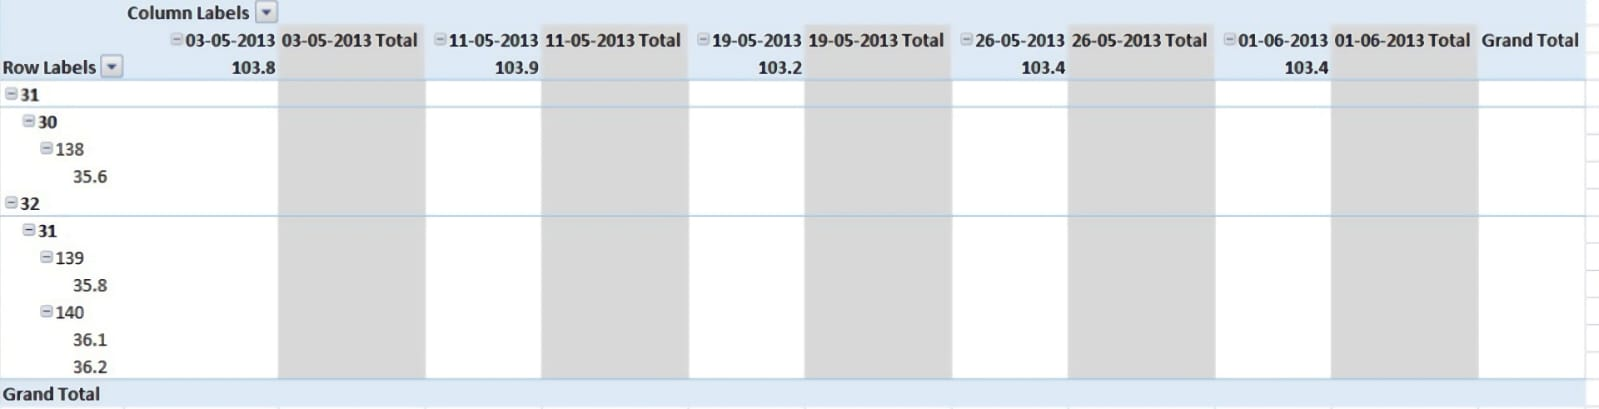 Column Labels
03-05-2013 03-05-2013 Total 11-05-2013 11-05-2013 Total 19-05-2013 19-05-2013 Total 26-05-2013 26-05-2013 Total 01-06-2013 01-06-2013 Total Grand Total
Row Labels 103.8 103.9 103.2 103.4 103.4
31
30
138
35.6
32
31
139
35.8
140
36.1
36.2
Grand Total